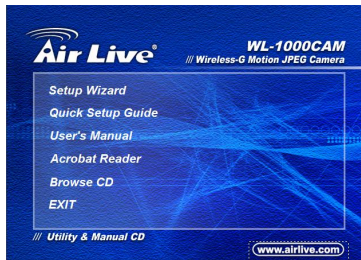 Air Live®
WL-1000CAM
/// Wireless-G Motion JPEG Camera
Setup Wizard
Quick Setup Guide
User's Manual
Acrobat Reader
Browse CD
EXIT
/// Utility & Manual CD
www.airlive.com